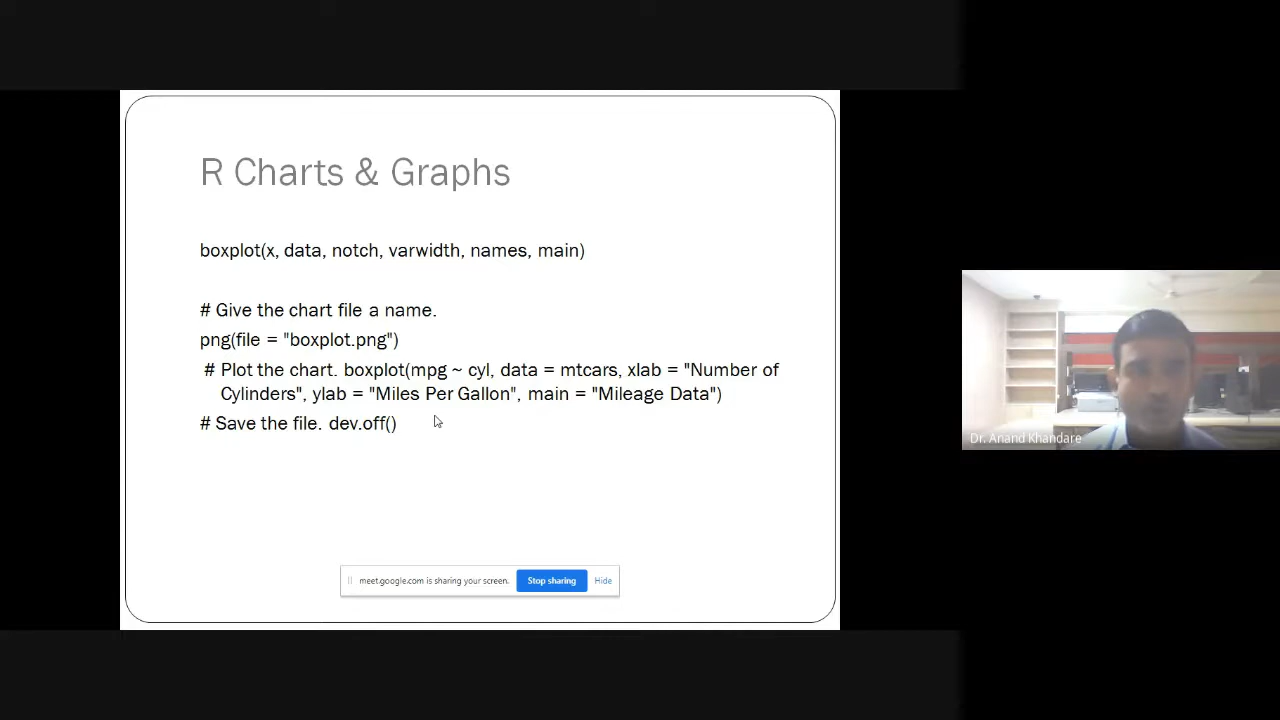 R Charts & Graphs
boxplot(x, data, notch, varwidth, names, main)
# Give the chart file a name.
png(file = "boxplot.png")
# Plot the chart. boxplot(mpg ~ cyl, data = mtcars, xlab = "Number of
Cylinders", ylab = "Miles Per Gallon", main = "Mileage Data")
# Save the file. dev.off()
meet.google.com is sharing your screen. Stop sharing Hide
Dr. Anand Khandare